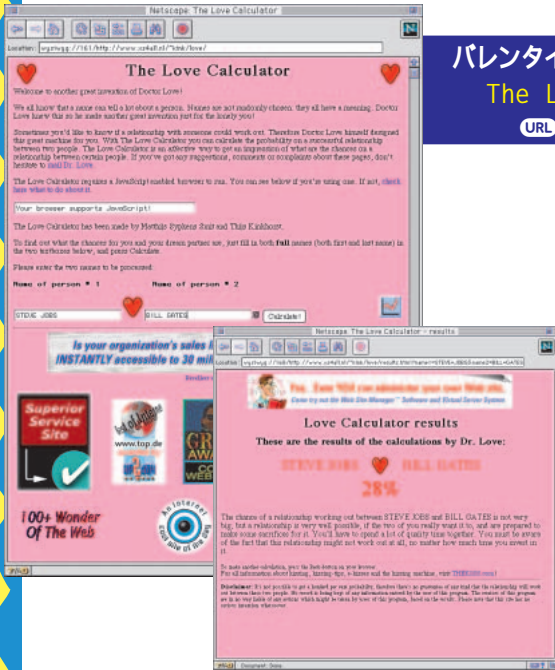 Netscape: The Love Calculator
The Love Calculator
Welcome to another great invention of Doctor Love!
We all know that a name can tell a lot about a person. Names are not randomly chosen: they all have a meaning. Doctor
Love knew this so he made another great invention just for the lonely you!
Sometimes you'd like to know if a relationship with someone could work out. Therefore Doctor Love himself designed
this great machine for you. With The Love Calculator you can calculate the probability on a successful relationship
between two people. The Love Calculator is an affective way to get an impression of what are the chances on a
relationship between certain people. If you've got any suggestions, comments or complaints about these pages, don't
hesitate to mail Dr. Love.
The Love Calculator requires a JavaScript enabled browser to run. You can see below if you're using one. If not, check
here what to do about it.
Your browser supports JavaScript!
The Love Calculator has been made by
To find out what the chances for you and your dream partner are, just fill in both full names (both first and last name) in
the two textboxes below, and press Calculate.
Please enter the two names to be processed:
Name of person # 1
Name of person # 2
STEVE JOBS
BILL GATES
Calculate!
Is your organization's sales
INSTANTLY accessible to 30 mil
Superior
Service
Site
www.top.de
100+ Wonder
Of The Web
バレンタイ
The L
URL
Netscape: The Love Calculator - results
Love Calculator results
These are the results of the calculations by Dr. Love:
STEVE JOBS
BILL GATES
28%
The chance of a relationship working out between STEVE JOBS and BILL GATES is not very
big, but a relationship is very well possible, if the two of you really want it to, and are prepared to
make some sacrifices for it. You'll have to spend a lot of quality time together. You must be aware
of the fact that this relationship might not work out at all, no matter how much time you invest in
it.
To make another calculation, press the Back-button on your browser.
Document: Done